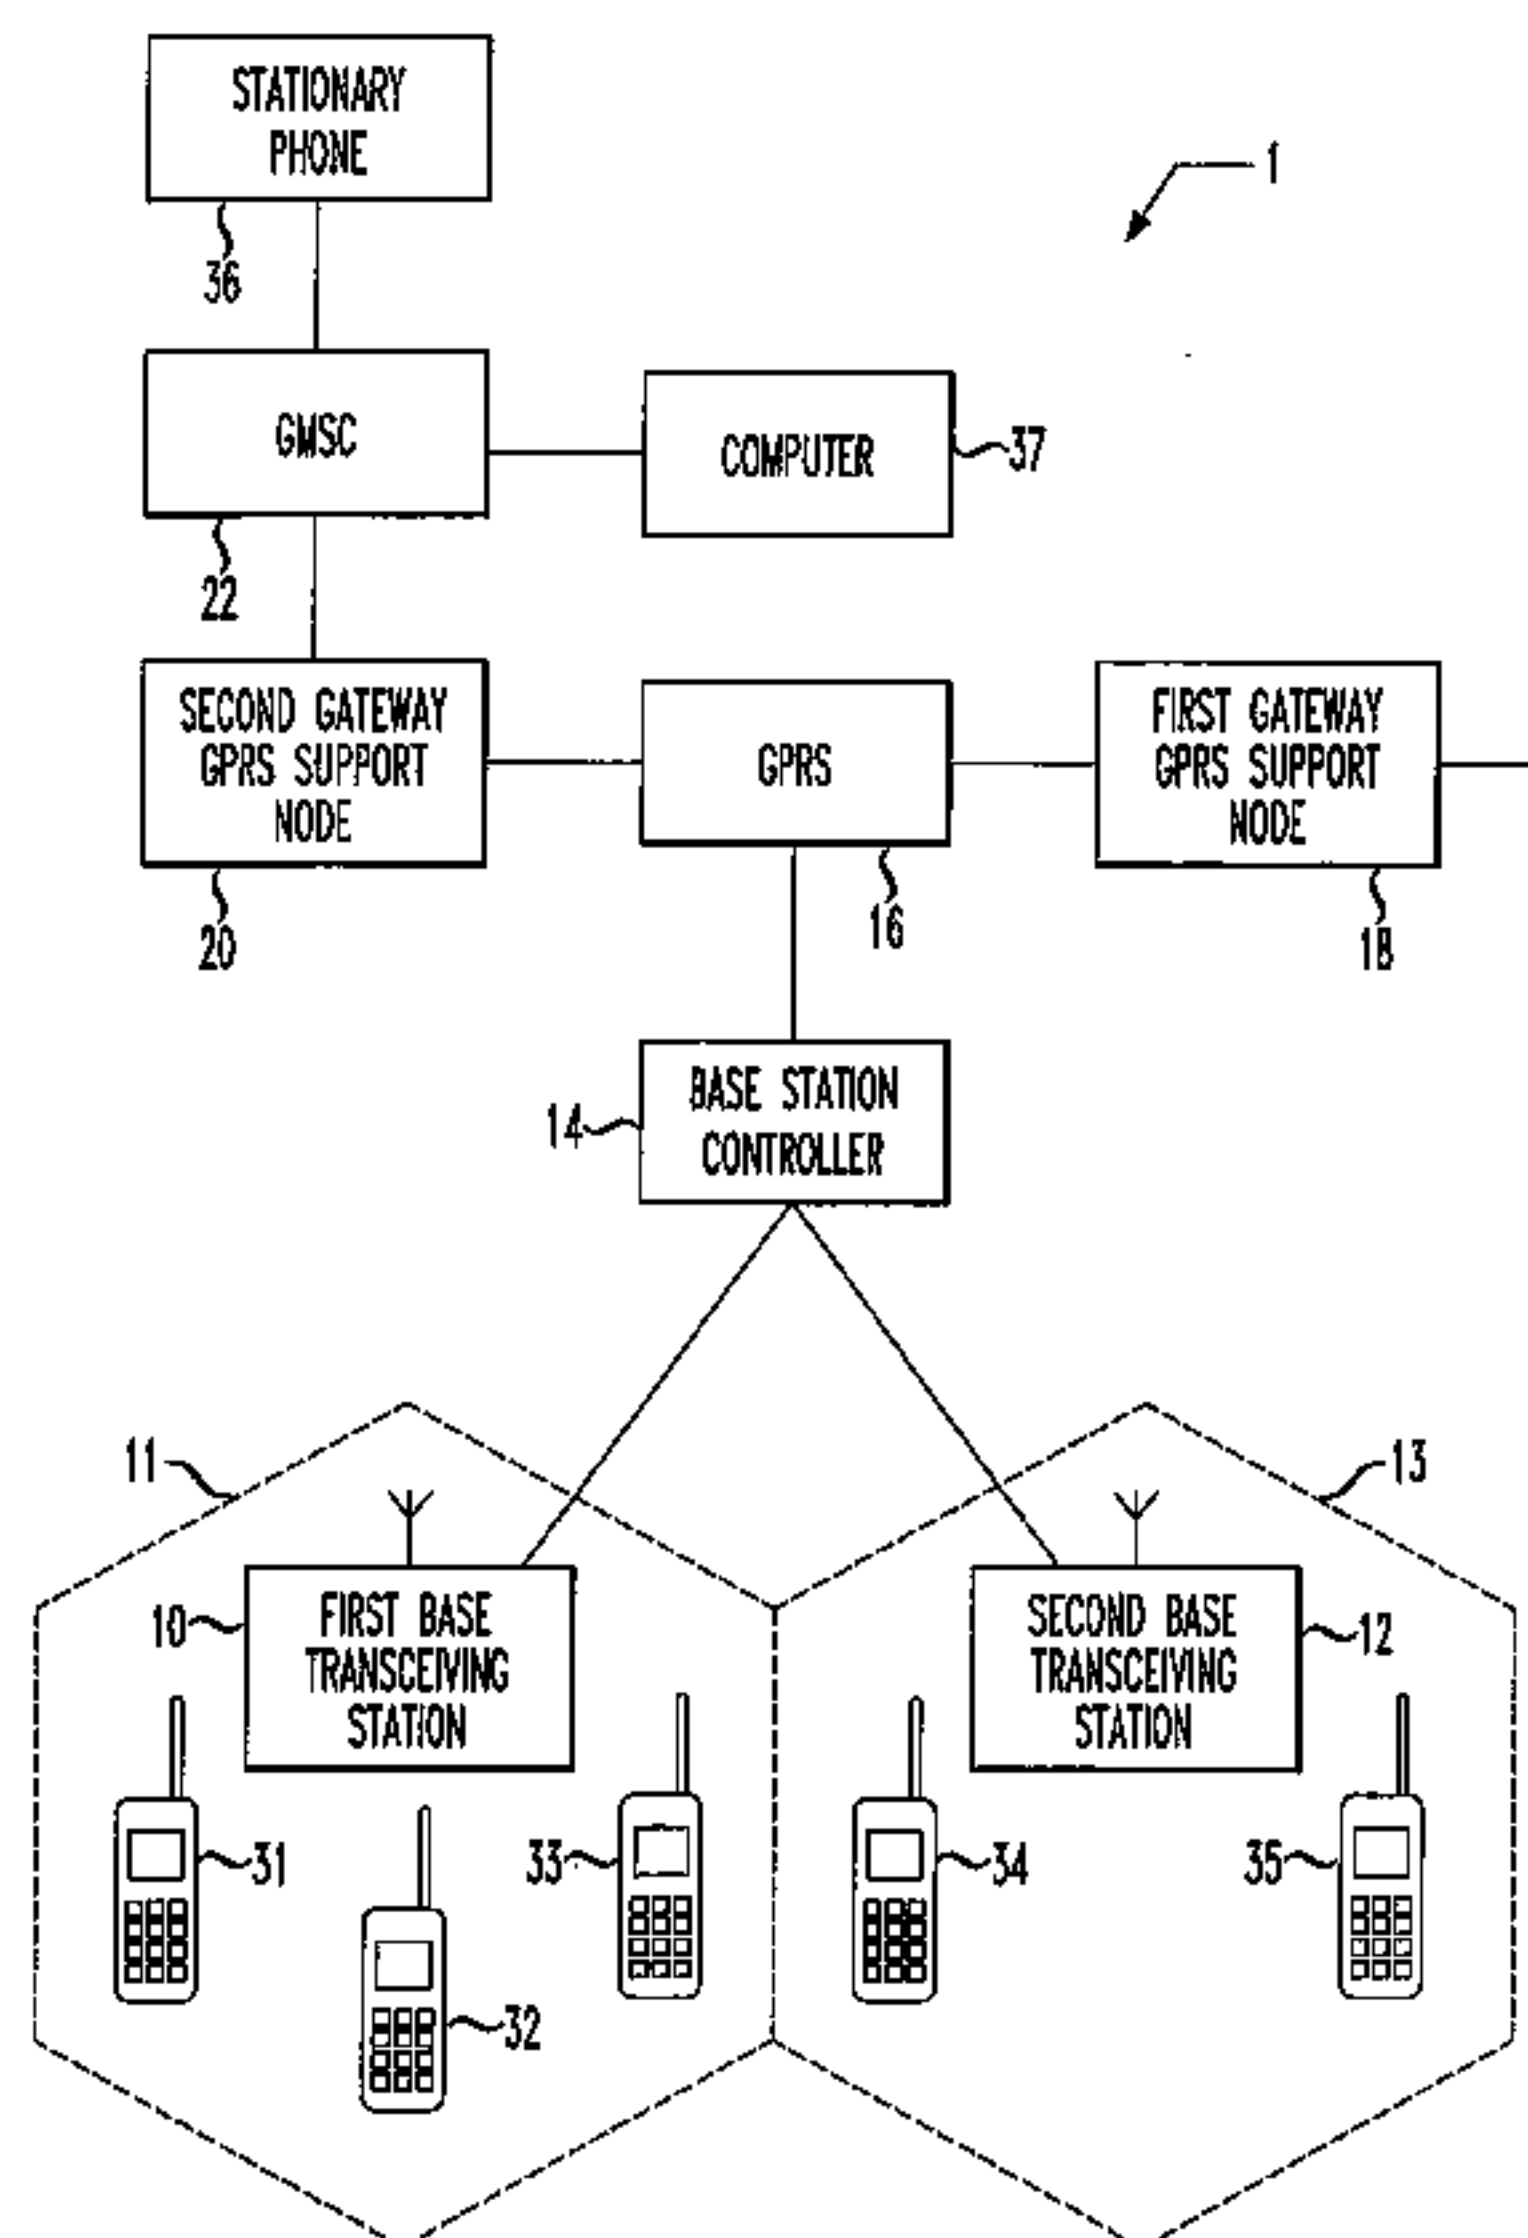 STATIONARY
PHONE
36
1
GMSC
22
COMPUTER
37
SECOND GATEWAY
GPRS SUPPORT
NODE
20
GPRS
16
FIRST GATEWAY
GPRS SUPPORT
NODE
18
14
BASE STATION
CONTROLLER
11
13
10
FIRST BASE
TRANSCEIVING
STATION
SECOND BASE
TRANSCEIVING
STATION
12
31
33
34
35
32